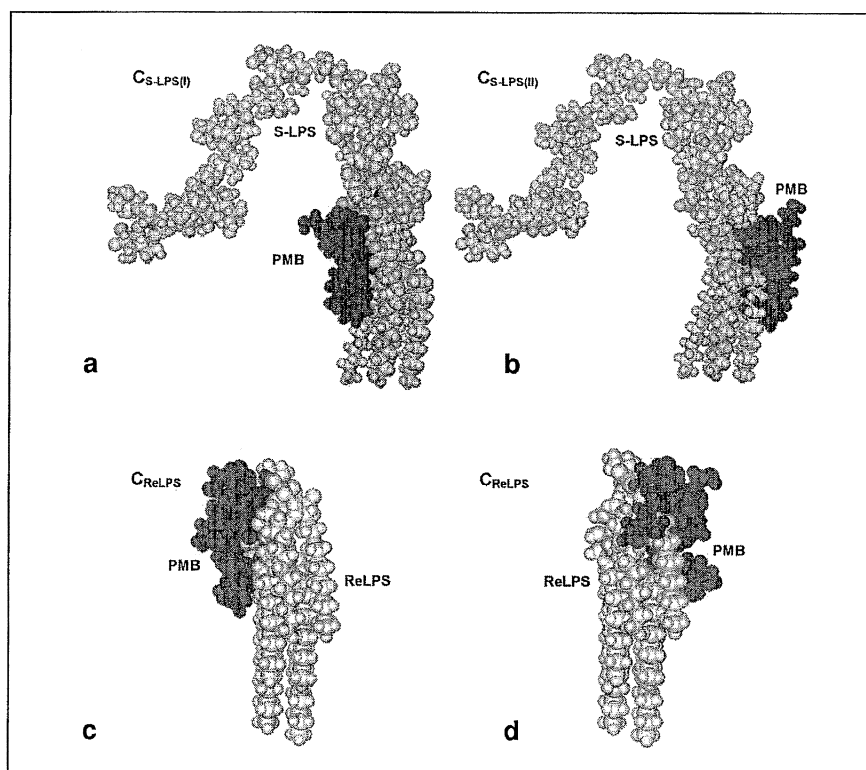 C_S-LPS(I)
S-LPS
PMB
a
C_S-LPS(II)
S-LPS
PMB
b
C_ReLPS
PMB
ReLPS
c
C_ReLPS
ReLPS
PMB
d